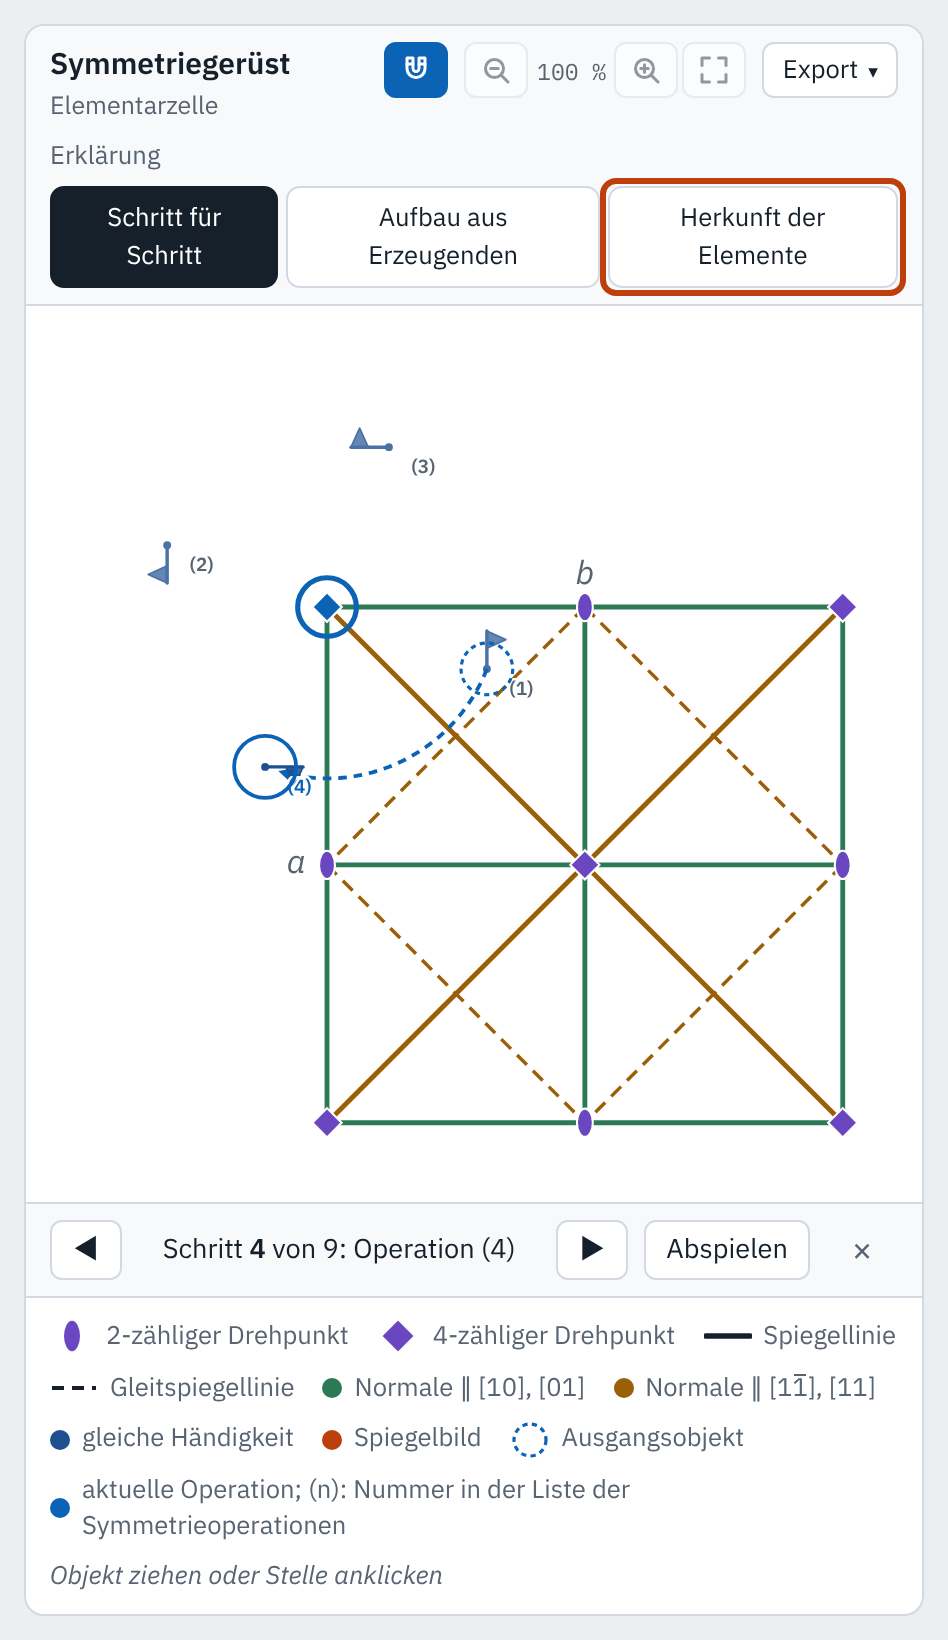 Symmetriegerüst
Elementarzelle
100 %
Export ▾
Erklärung
Schritt für
Schritt
Aufbau aus
Erzeugenden
Herkunft der
Elemente
(3)
(2)
b
(1)
(4)
a
Schritt 4 von 9: Operation (4)
Abspielen
×
2-zähliger Drehpunkt
4-zähliger Drehpunkt
Spiegellinie
Gleitspiegellinie
Normale ∥ [10], [01]
Normale ∥ [11̅], [11]
gleiche Händigkeit
Spiegelbild
Ausgangsobjekt
aktuelle Operation; (n): Nummer in der Liste der
Symmetrieoperationen
Objekt ziehen oder Stelle anklicken